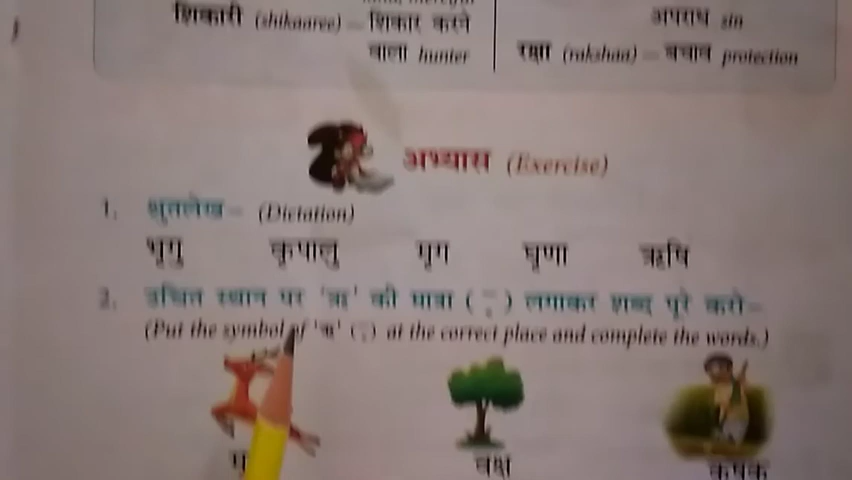 शिकारी (shikaaree) – शिकार करने
वाला hunter
अपराध sin
रक्षा (rakshaa) – बचाव protection
अभ्यास (Exercise)
1. श्रुतलेख– (Dictation)
भृगु कृपालु मृग घृणा ऋषि
2. उचित स्थान पर 'ऋ' की मात्रा ( ृ ) लगाकर शब्द पूरे करो–
(Put the symbol of 'ऋ' ( ृ ) at the correct place and complete the words.)
वक्ष कषक